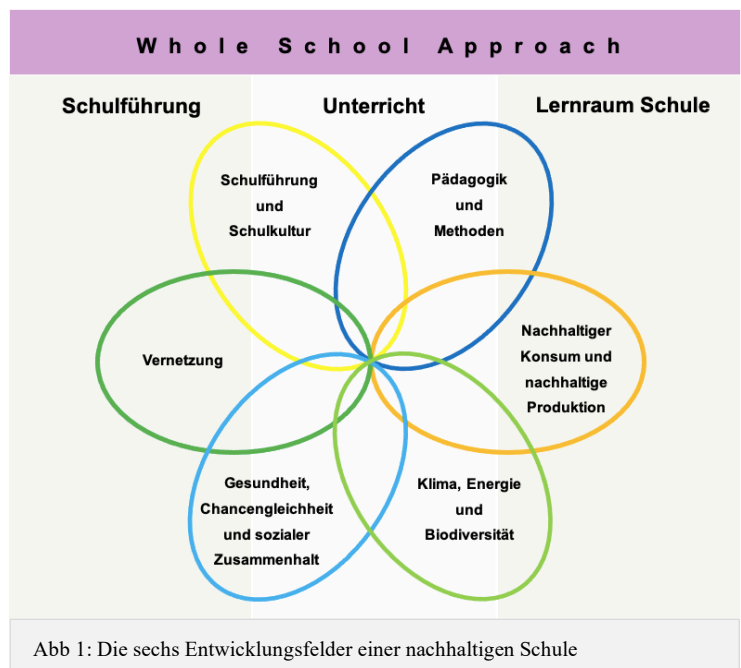 Whole School Approach
Schulführung
Unterricht
Lernraum Schule
Schulführung
und
Schulkultur
Pädagogik
und
Methoden
Vernetzung
Nachhaltiger
Konsum und
nachhaltige
Produktion
Gesundheit,
Chancengleichheit
und sozialer
Zusammenhalt
Klima, Energie
und
Biodiversität
Abb 1: Die sechs Entwicklungsfelder einer nachhaltigen Schule